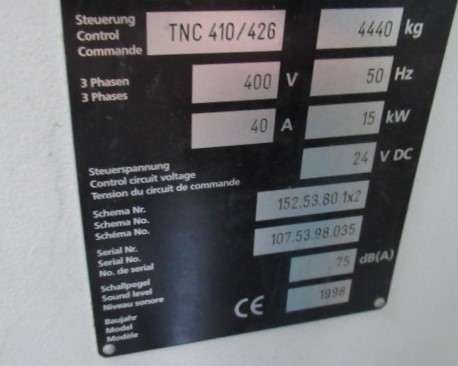 Steuerung
Control
Commande
TNC 410/426
4440 kg
3 Phasen
3 Phases
400 V
50 Hz
40 A
15 kW
Steuerspannung
Control circuit voltage
Tension du circuit de commande
24 V DC
Schema Nr.
Schema No.
Schéma No.
152.53.80 1x2
Serial Nr.
Serial No.
No. de serial
107.53.98.035
Schallpegel
Sound level
Niveau sonore
75 dB(A)
Baujahr
Model
Modèle
CE
1998